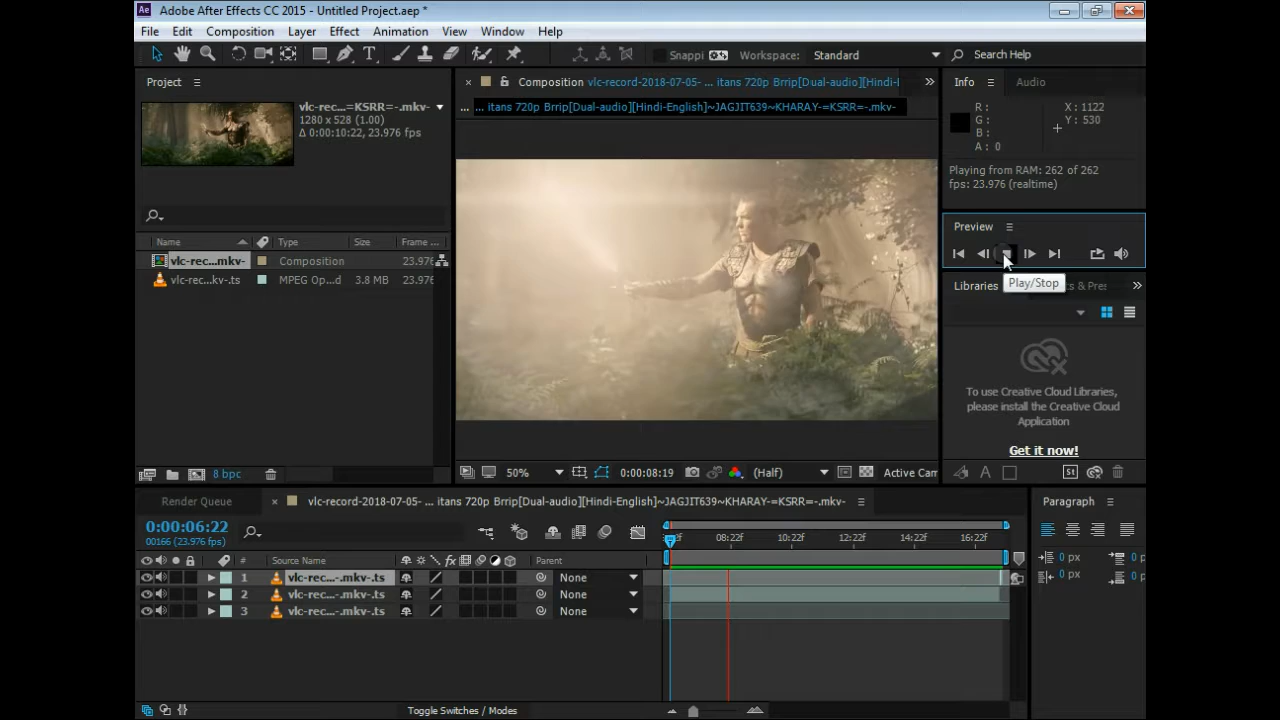 Ae Adobe After Effects CC 2015 - Untitled Project.aep *
File Edit Composition Layer Effect Animation View Window Help
T Snappi Workspace: Standard Search Help
Project
vlc-rec...=KSRR=-.mkv-
1280 x 528 (1.00)
Δ 0:00:10:22, 23.976 fps
Name Type Size Frame ...
vlc-rec...mkv- Composition 23.976
vlc-rec...kv-.ts MPEG Op...d 3.8 MB 23.976
8 bpc
Composition vlc-record-2018-07-05- ... itans 720p Brrip[Dual-audio][Hindi-
... itans 720p Brrip[Dual-audio][Hindi-English]~JAGJIT639~KHARAY-=KSRR=-.mkv-
50% 0:00:08:19 (Half) Active Cam
Info Audio
R :
G :
B :
A : 0
X : 1122
Y : 530
Playing from RAM: 262 of 262
fps: 23.976 (realtime)
Preview
Play/Stop
Libraries s & Pres
To use Creative Cloud Libraries,
please install the Creative Cloud
Application
Get it now!
A St
Render Queue vlc-record-2018-07-05- ... itans 720p Brrip[Dual-audio][Hindi-English]~JAGJIT639~KHARAY-=KSRR=-.mkv-
0:00:06:22
00166 (23.976 fps)
# Source Name fx Parent
1 vlc-rec...-.mkv-.ts None
2 vlc-rec...-.mkv-.ts None
3 vlc-rec...-.mkv-.ts None
08:22f 10:22f 12:22f 14:22f 16:22f
Toggle Switches / Modes
Paragraph
0 px 0 p
0 px 0 p